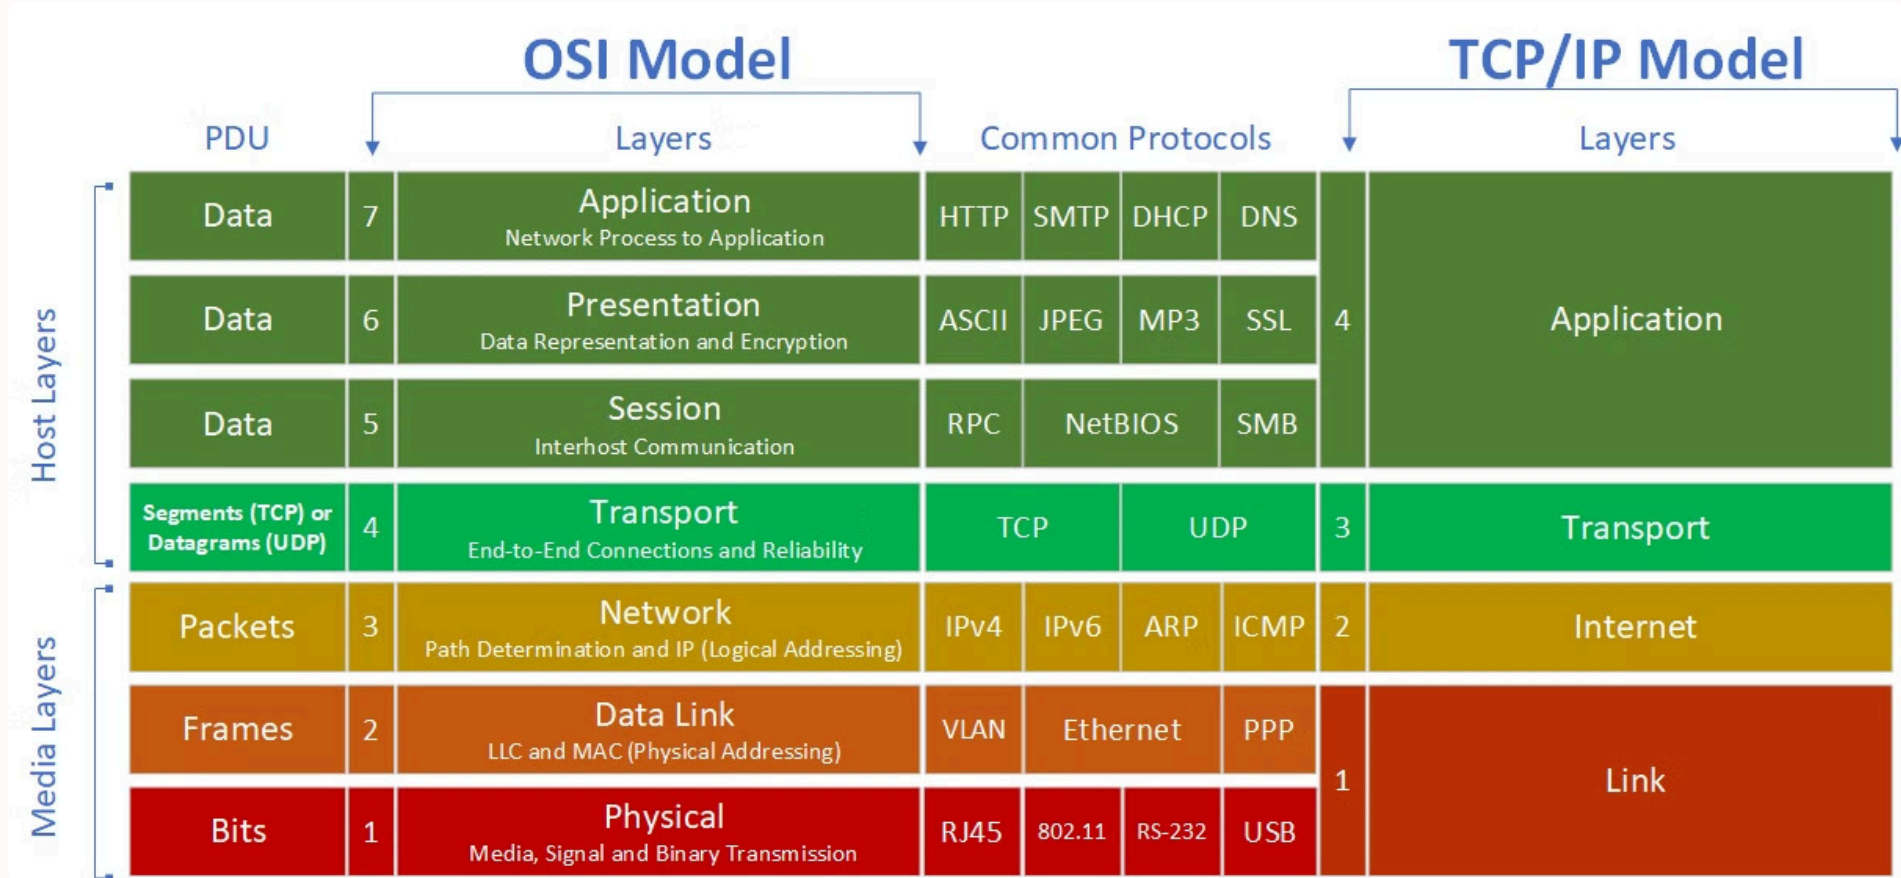 OSI Model
TCP/IP Model
PDU
Layers
Common Protocols
Layers
Host Layers
Data
7
Application
Network Process to Application
HTTP
SMTP
DHCP
DNS
Data
6
Presentation
Data Representation and Encryption
ASCII
JPEG
MP3
SSL
4
Application
Data
5
Session
Interhost Communication
RPC
NetBIOS
SMB
Segments (TCP) or
Datagrams (UDP)
4
Transport
End-to-End Connections and Reliability
TCP
UDP
3
Transport
Media Layers
Packets
3
Network
Path Determination and IP (Logical Addressing)
IPv4
IPv6
ARP
ICMP
2
Internet
Frames
2
Data Link
LLC and MAC (Physical Addressing)
VLAN
Ethernet
PPP
1
Link
Bits
1
Physical
Media, Signal and Binary Transmission
RJ45
802.11
RS-232
USB